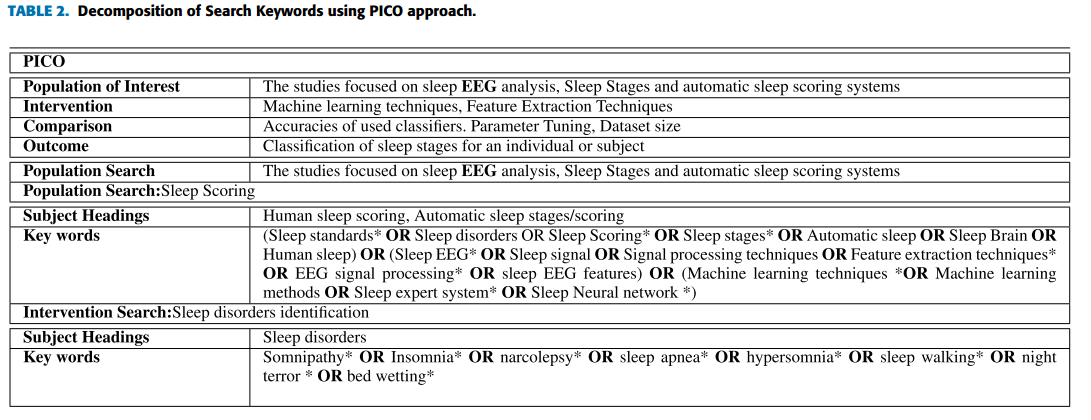 TABLE 2. Decomposition of Search Keywords using PICO approach.
PICO
Population of Interest The studies focused on sleep EEG analysis, Sleep Stages and automatic sleep scoring systems
Intervention Machine learning techniques, Feature Extraction Techniques
Comparison Accuracies of used classifiers. Parameter Tuning, Dataset size
Outcome Classification of sleep stages for an individual or subject
Population Search The studies focused on sleep EEG analysis, Sleep Stages and automatic sleep scoring systems
Population Search:Sleep Scoring
Subject Headings Human sleep scoring, Automatic sleep stages/scoring
Key words (Sleep standards* OR Sleep disorders OR Sleep Scoring* OR Sleep stages* OR Automatic sleep OR Sleep Brain OR
Human sleep) OR (Sleep EEG* OR Sleep signal OR Signal processing techniques OR Feature extraction techniques*
OR EEG signal processing* OR sleep EEG features) OR (Machine learning techniques *OR Machine learning
methods OR Sleep expert system* OR Sleep Neural network *)
Intervention Search:Sleep disorders identification
Subject Headings Sleep disorders
Key words Somnipathy* OR Insomnia* OR narcolepsy* OR sleep apnea* OR hypersomnia* OR sleep walking* OR night
terror * OR bed wetting*